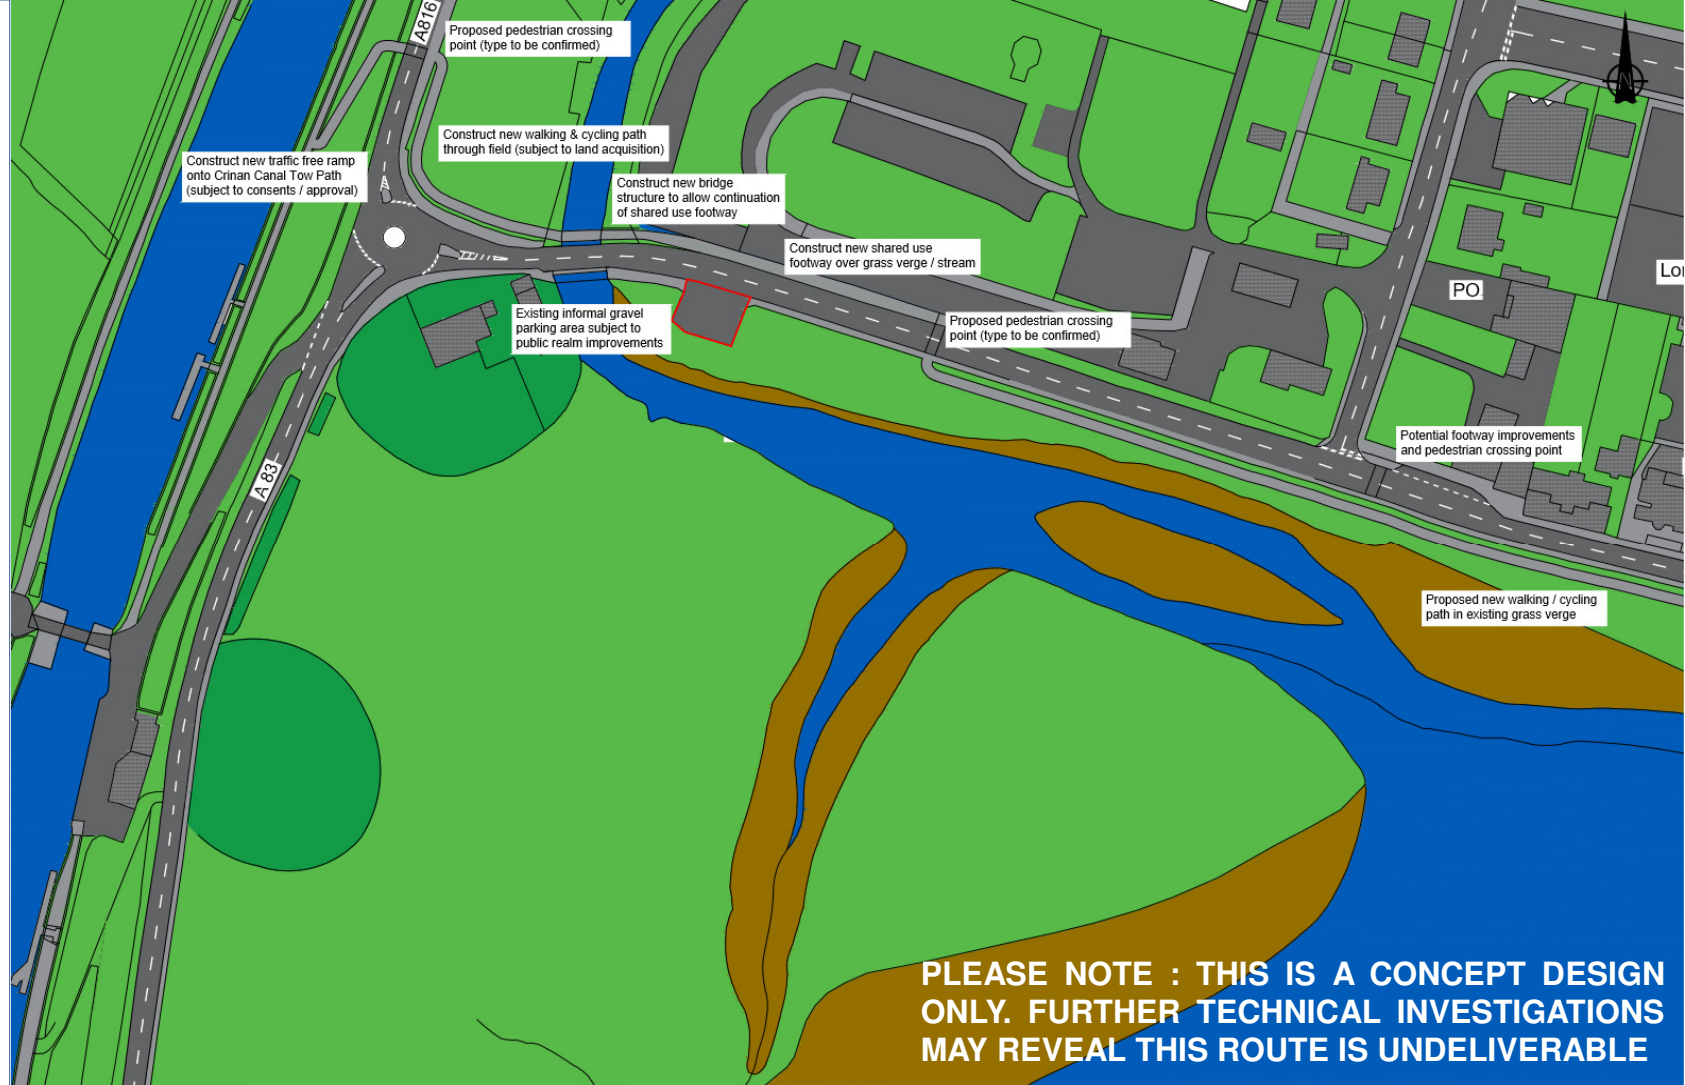 A816
Proposed pedestrian crossing
point (type to be confirmed)
Construct new walking & cycling path
through field (subject to land acquisition)
Construct new traffic free ramp
onto Crinan Canal Tow Path
(subject to consents / approval)
Construct new bridge
structure to allow continuation
of shared use footway
Construct new shared use
footway over grass verge / stream
N
PO
Existing informal gravel
parking area subject to
public realm improvements
Proposed pedestrian crossing
point (type to be confirmed)
A 83
Potential footway improvements
and pedestrian crossing point
Proposed new walking / cycling
path in existing grass verge
PLEASE NOTE : THIS IS A CONCEPT DESIGN
ONLY. FURTHER TECHNICAL INVESTIGATIONS
MAY REVEAL THIS ROUTE IS UNDELIVERABLE